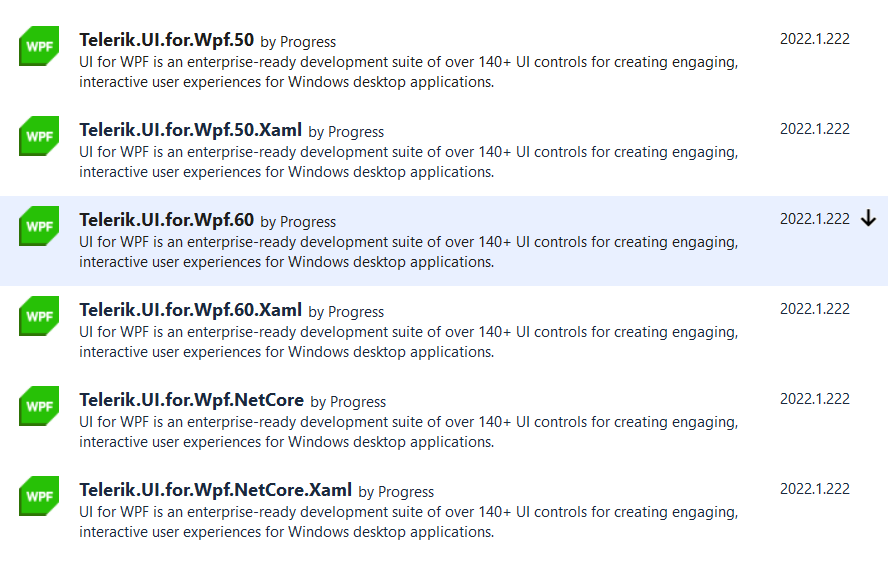 WPF Telerik.UI.for.Wpf.50 by Progress 2022.1.222
UI for WPF is an enterprise-ready development suite of over 140+ UI controls for creating engaging,
interactive user experiences for Windows desktop applications.
WPF Telerik.UI.for.Wpf.50.Xaml by Progress 2022.1.222
UI for WPF is an enterprise-ready development suite of over 140+ UI controls for creating engaging,
interactive user experiences for Windows desktop applications.
WPF Telerik.UI.for.Wpf.60 by Progress 2022.1.222
UI for WPF is an enterprise-ready development suite of over 140+ UI controls for creating engaging,
interactive user experiences for Windows desktop applications.
WPF Telerik.UI.for.Wpf.60.Xaml by Progress 2022.1.222
UI for WPF is an enterprise-ready development suite of over 140+ UI controls for creating engaging,
interactive user experiences for Windows desktop applications.
WPF Telerik.UI.for.Wpf.NetCore by Progress 2022.1.222
UI for WPF is an enterprise-ready development suite of over 140+ UI controls for creating engaging,
interactive user experiences for Windows desktop applications.
WPF Telerik.UI.for.Wpf.NetCore.Xaml by Progress 2022.1.222
UI for WPF is an enterprise-ready development suite of over 140+ UI controls for creating engaging,
interactive user experiences for Windows desktop applications.